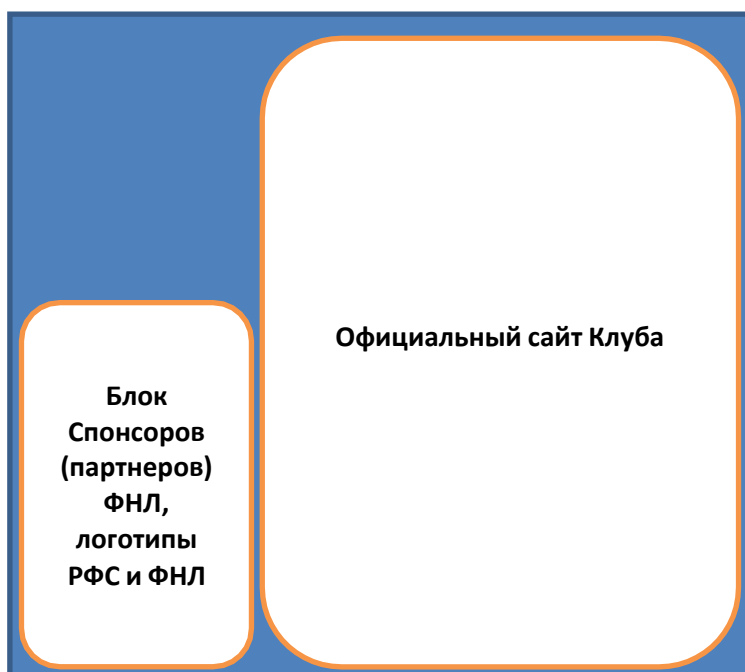 Официальный сайт Клуба
Блок
Спонсоров
(партнеров)
ФНЛ,
логотипы
РФС и ФНЛ